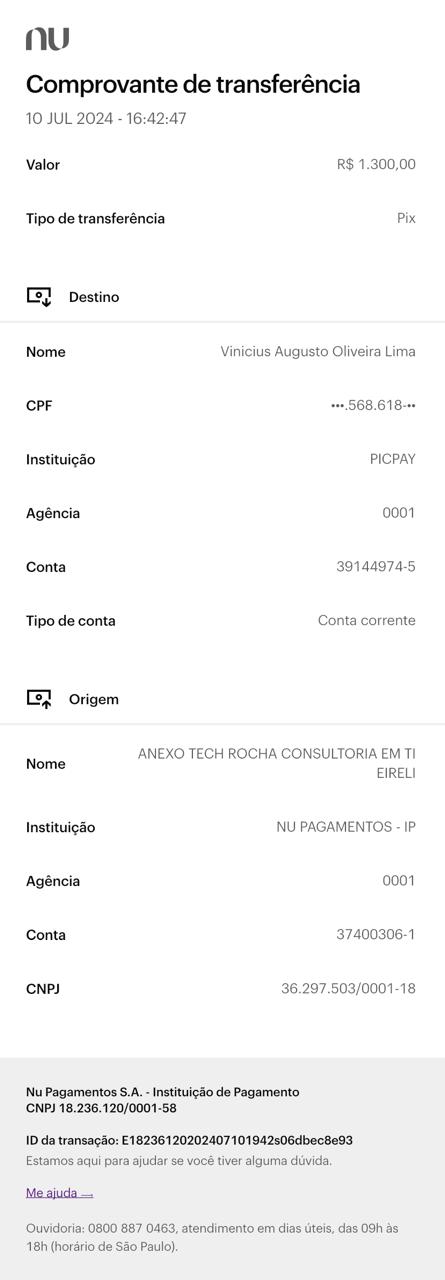 nu
Comprovante de transferência
10 JUL 2024 - 16:42:47
Valor R$ 1.300,00
Tipo de transferência Pix
Destino
Nome Vinicius Augusto Oliveira Lima
CPF •••.568.618-••
Instituição PICPAY
Agência 0001
Conta 39144974-5
Tipo de conta Conta corrente
Origem
Nome ANEXO TECH ROCHA CONSULTORIA EM TI
EIRELI
Instituição NU PAGAMENTOS - IP
Agência 0001
Conta 37400306-1
CNPJ 36.297.503/0001-18
Nu Pagamentos S.A. - Instituição de Pagamento
CNPJ 18.236.120/0001-58
ID da transação: E18236120202407101942s06dbec8e93
Estamos aqui para ajudar se você tiver alguma dúvida.
Me ajuda
Ouvidoria: 0800 887 0463, atendimento em dias úteis, das 09h às
18h (horário de São Paulo).